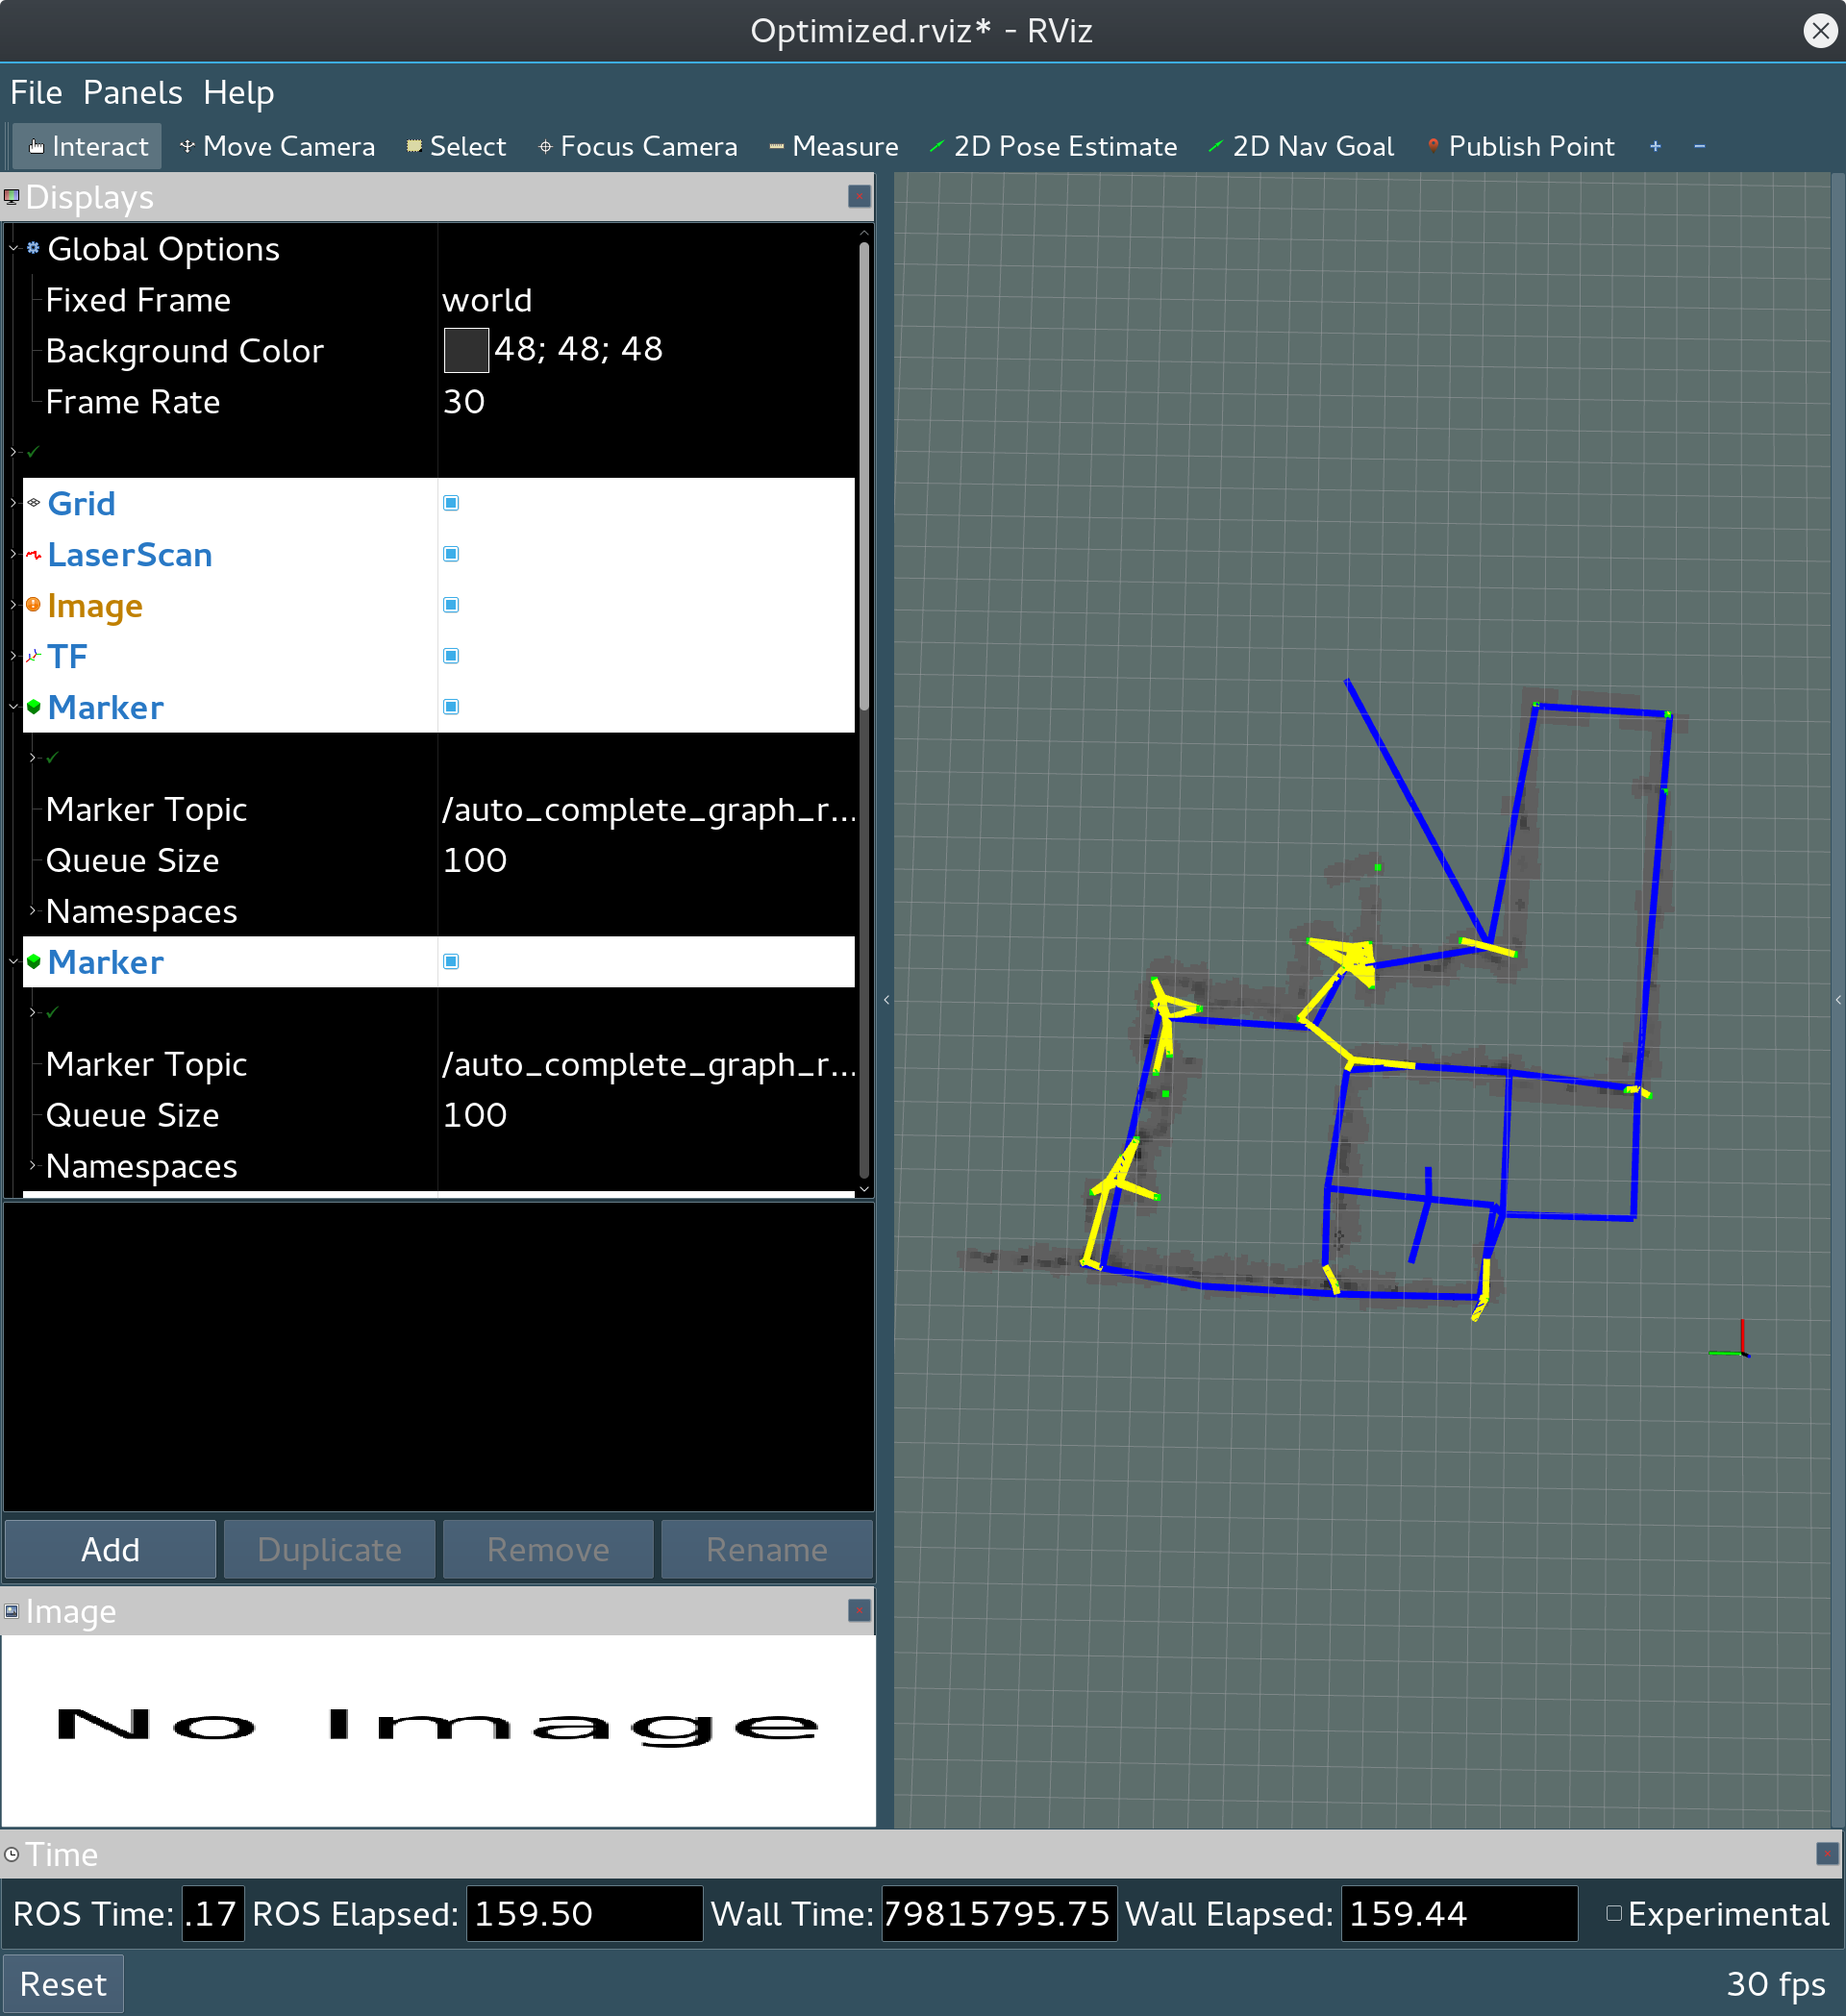 Optimized.rviz* - RViz
File Panels Help
Interact Move Camera Select Focus Camera Measure 2D Pose Estimate 2D Nav Goal Publish Point + −
Displays
Global Options
Fixed Frame world
Background Color 48; 48; 48
Frame Rate 30
Grid
LaserScan
Image
TF
Marker
Marker Topic /auto_complete_graph_r...
Queue Size 100
Namespaces
Marker
Marker Topic /auto_complete_graph_r...
Queue Size 100
Namespaces
Add Duplicate Remove Rename
Image
No Image
Time
ROS Time: .17 ROS Elapsed: 159.50 Wall Time: 79815795.75 Wall Elapsed: 159.44 Experimental
Reset 30 fps